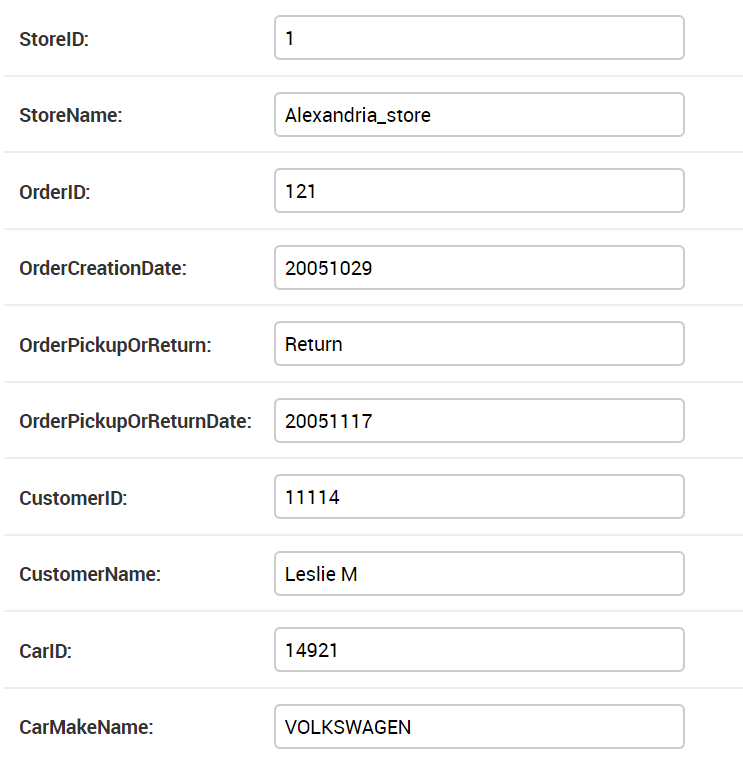 StoreID: 1
StoreName: Alexandria_store
OrderID: 121
OrderCreationDate: 20051029
OrderPickupOrReturn: Return
OrderPickupOrReturnDate: 20051117
CustomerID: 11114
CustomerName: Leslie M
CarID: 14921
CarMakeName: VOLKSWAGEN